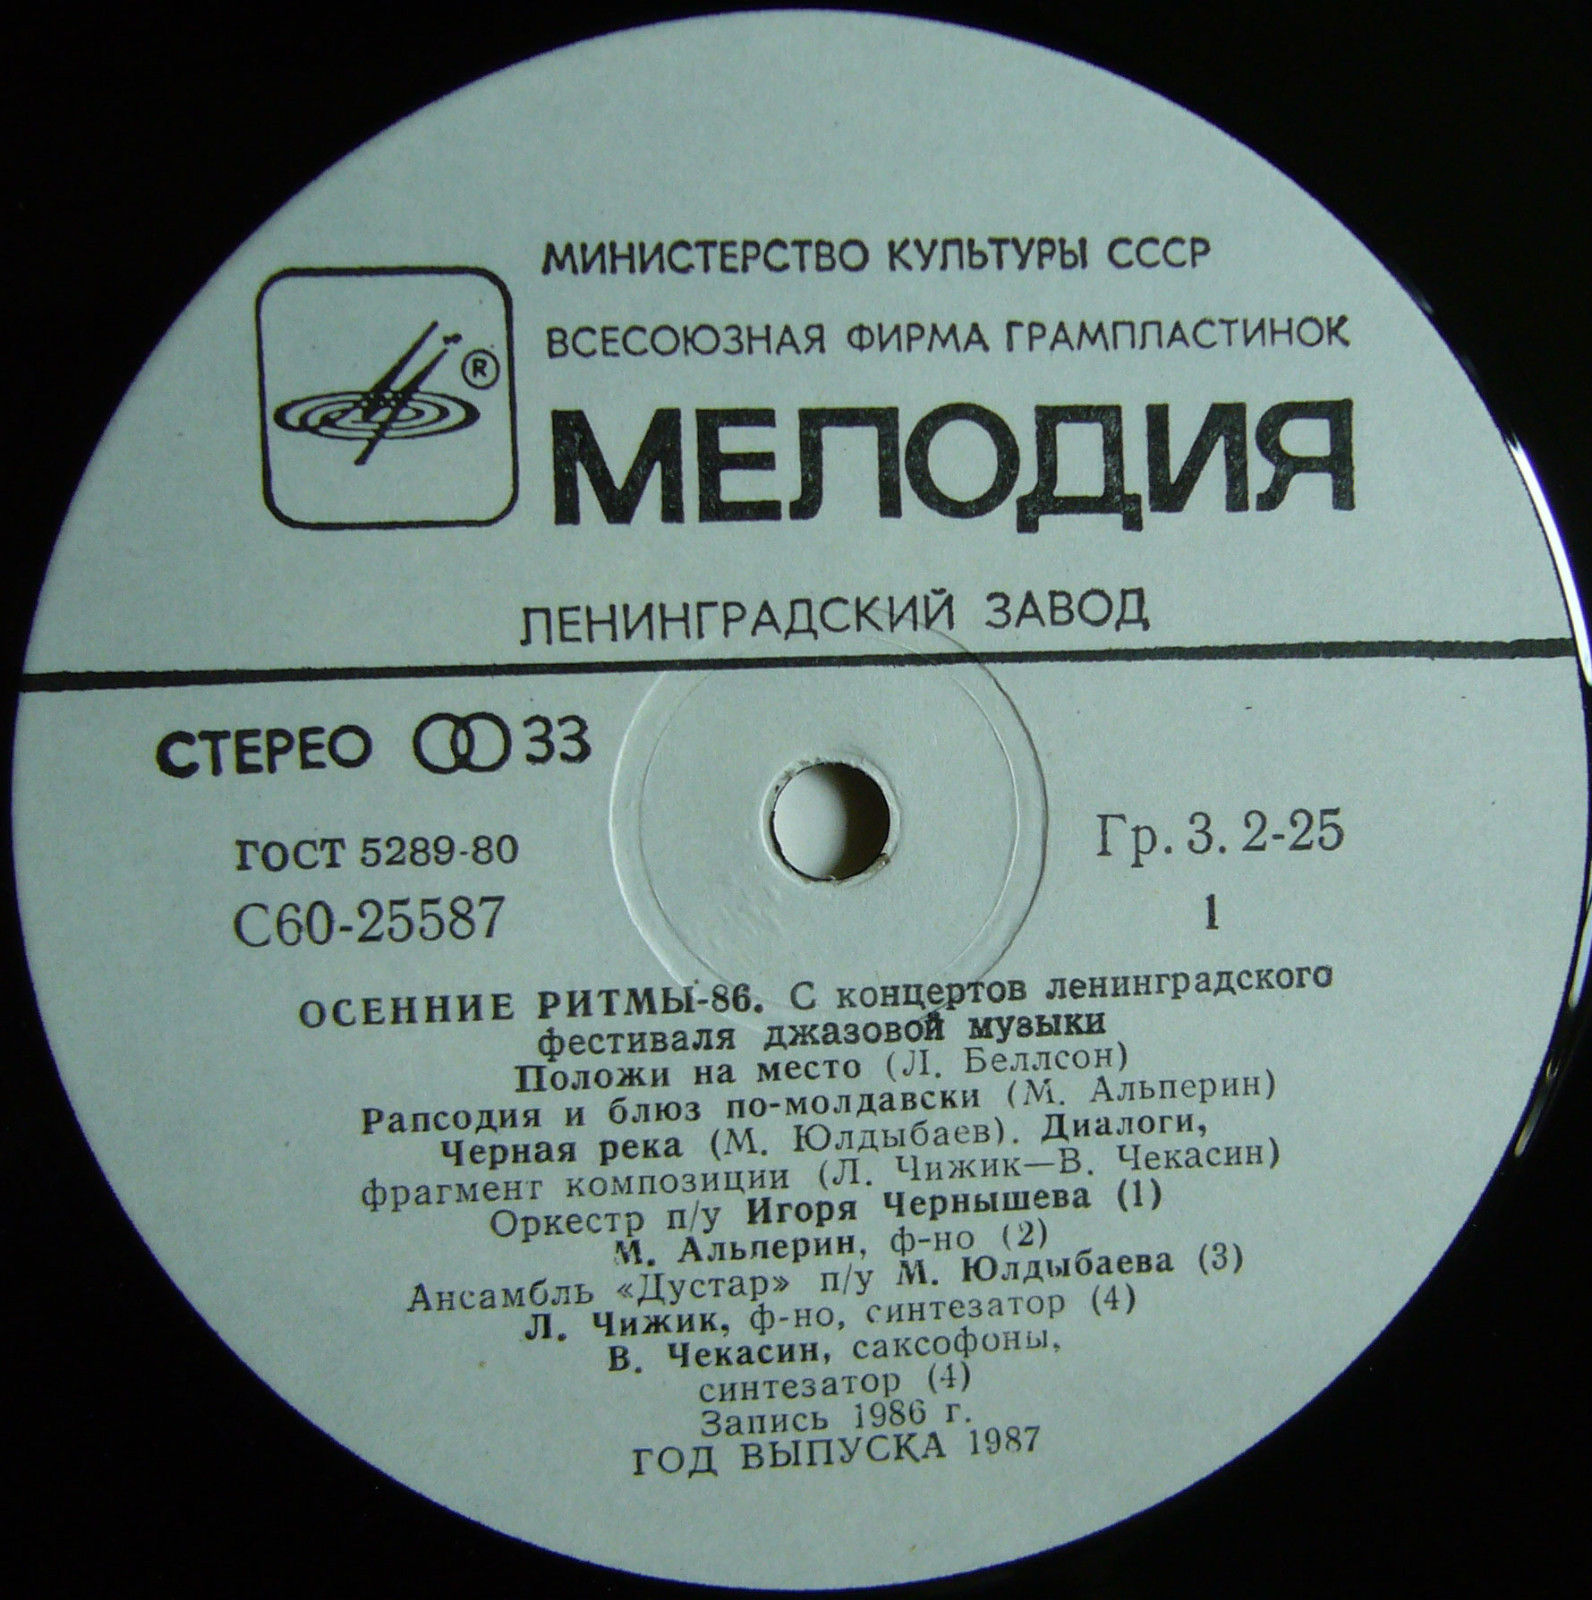 МИНИСТЕРСТВО КУЛЬТУРЫ СССР
ВСЕСОЮЗНАЯ ФИРМА ГРАМПЛАСТИНОК
®
МЕЛОДИЯ
ЛЕНИНГРАДСКИЙ ЗАВОД
СТЕРЕО 33
ГОСТ 5289-80
Гр. 3. 2-25
С60-25587
1
ОСЕННИЕ РИТМЫ-86. С концертов ленинградского
фестиваля джазовой музыки
Положи на место (Л. Беллсон)
Рапсодия и блюз по-молдавски (М. Альперин)
Черная река (М. Юлдыбаев). Диалоги,
фрагмент композиции (Л. Чижик—В. Чекасин)
Оркестр п/у Игоря Чернышева (1)
М. Альперин, ф-но (2)
Ансамбль «Дустар» п/у М. Юлдыбаева (3)
Л. Чижик, ф-но, синтезатор (4)
В. Чекасин, саксофоны,
синтезатор (4)
Запись 1986 г.
ГОД ВЫПУСКА 1987